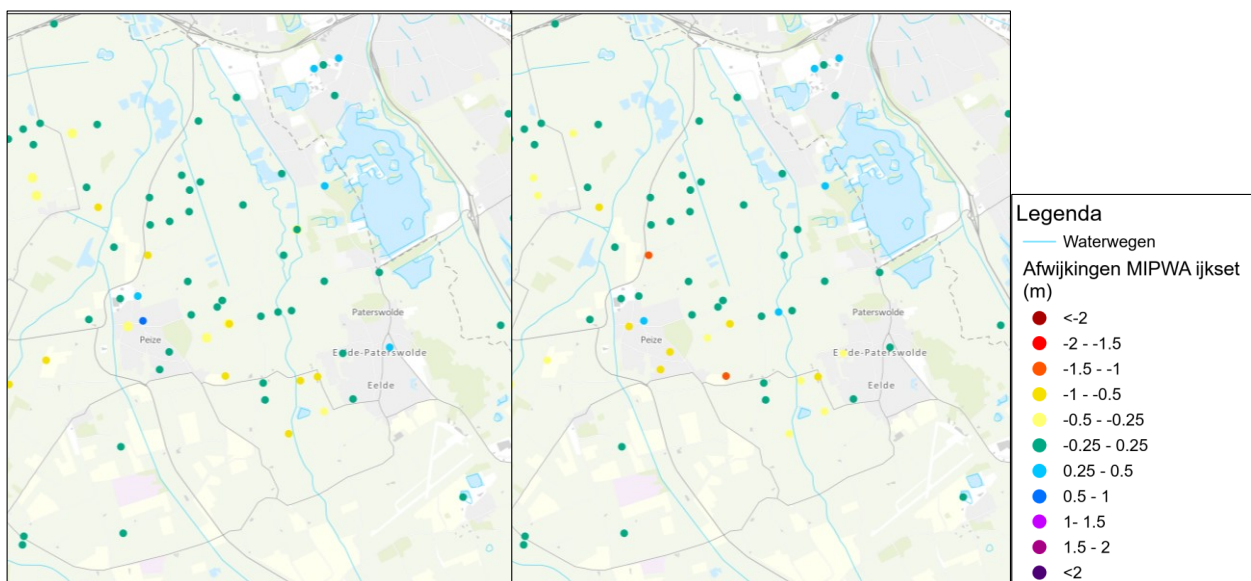 Paterswolde
Peize
Eelde-Paterswolde
Eelde
Paterswolde
Peize
Eelde-Paterswolde
Eelde
Legenda
Waterwegen
Afwijkingen MIPWA ijkset
(m)
<-2
-2 - -1.5
-1.5 - -1
-1 - -0.5
-0.5 - -0.25
-0.25 - 0.25
0.25 - 0.5
0.5 - 1
1- 1.5
1.5 - 2
<2